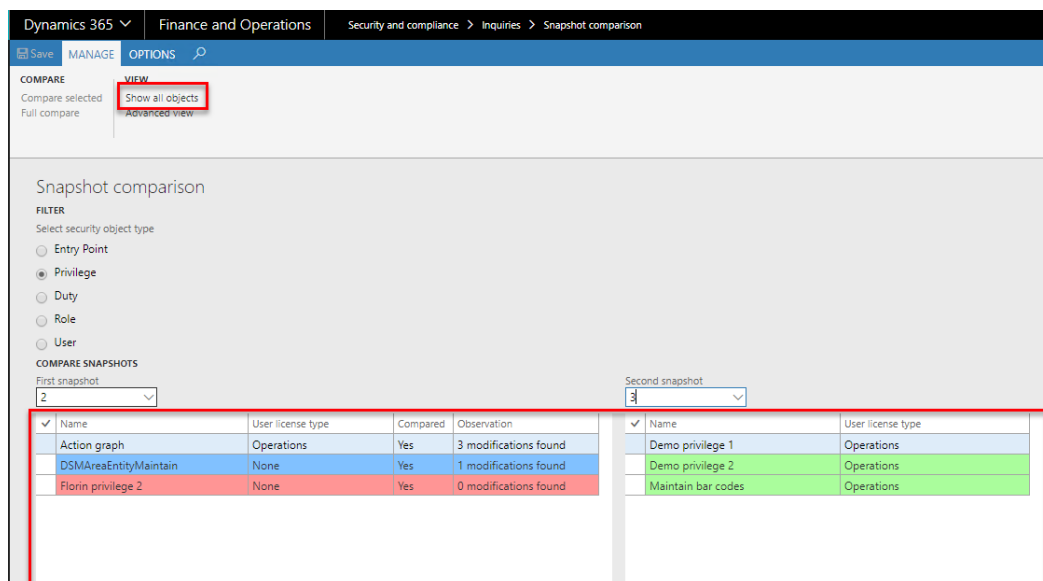 Dynamics 365 Finance and Operations Security and compliance > Inquiries > Snapshot comparison
Save MANAGE OPTIONS
COMPARE VIEW
Compare selected Show all objects
Full compare Advanced view
Snapshot comparison
FILTER
Select security object type
Entry Point
Privilege
Duty
Role
User
COMPARE SNAPSHOTS
First snapshot Second snapshot
2 3
Name User license type Compared Observation Name User license type
Action graph Operations Yes 3 modifications found Demo privilege 1 Operations
DSMAreaEntityMaintain None Yes 1 modifications found Demo privilege 2 Operations
Florin privilege 2 None Yes 0 modifications found Maintain bar codes Operations